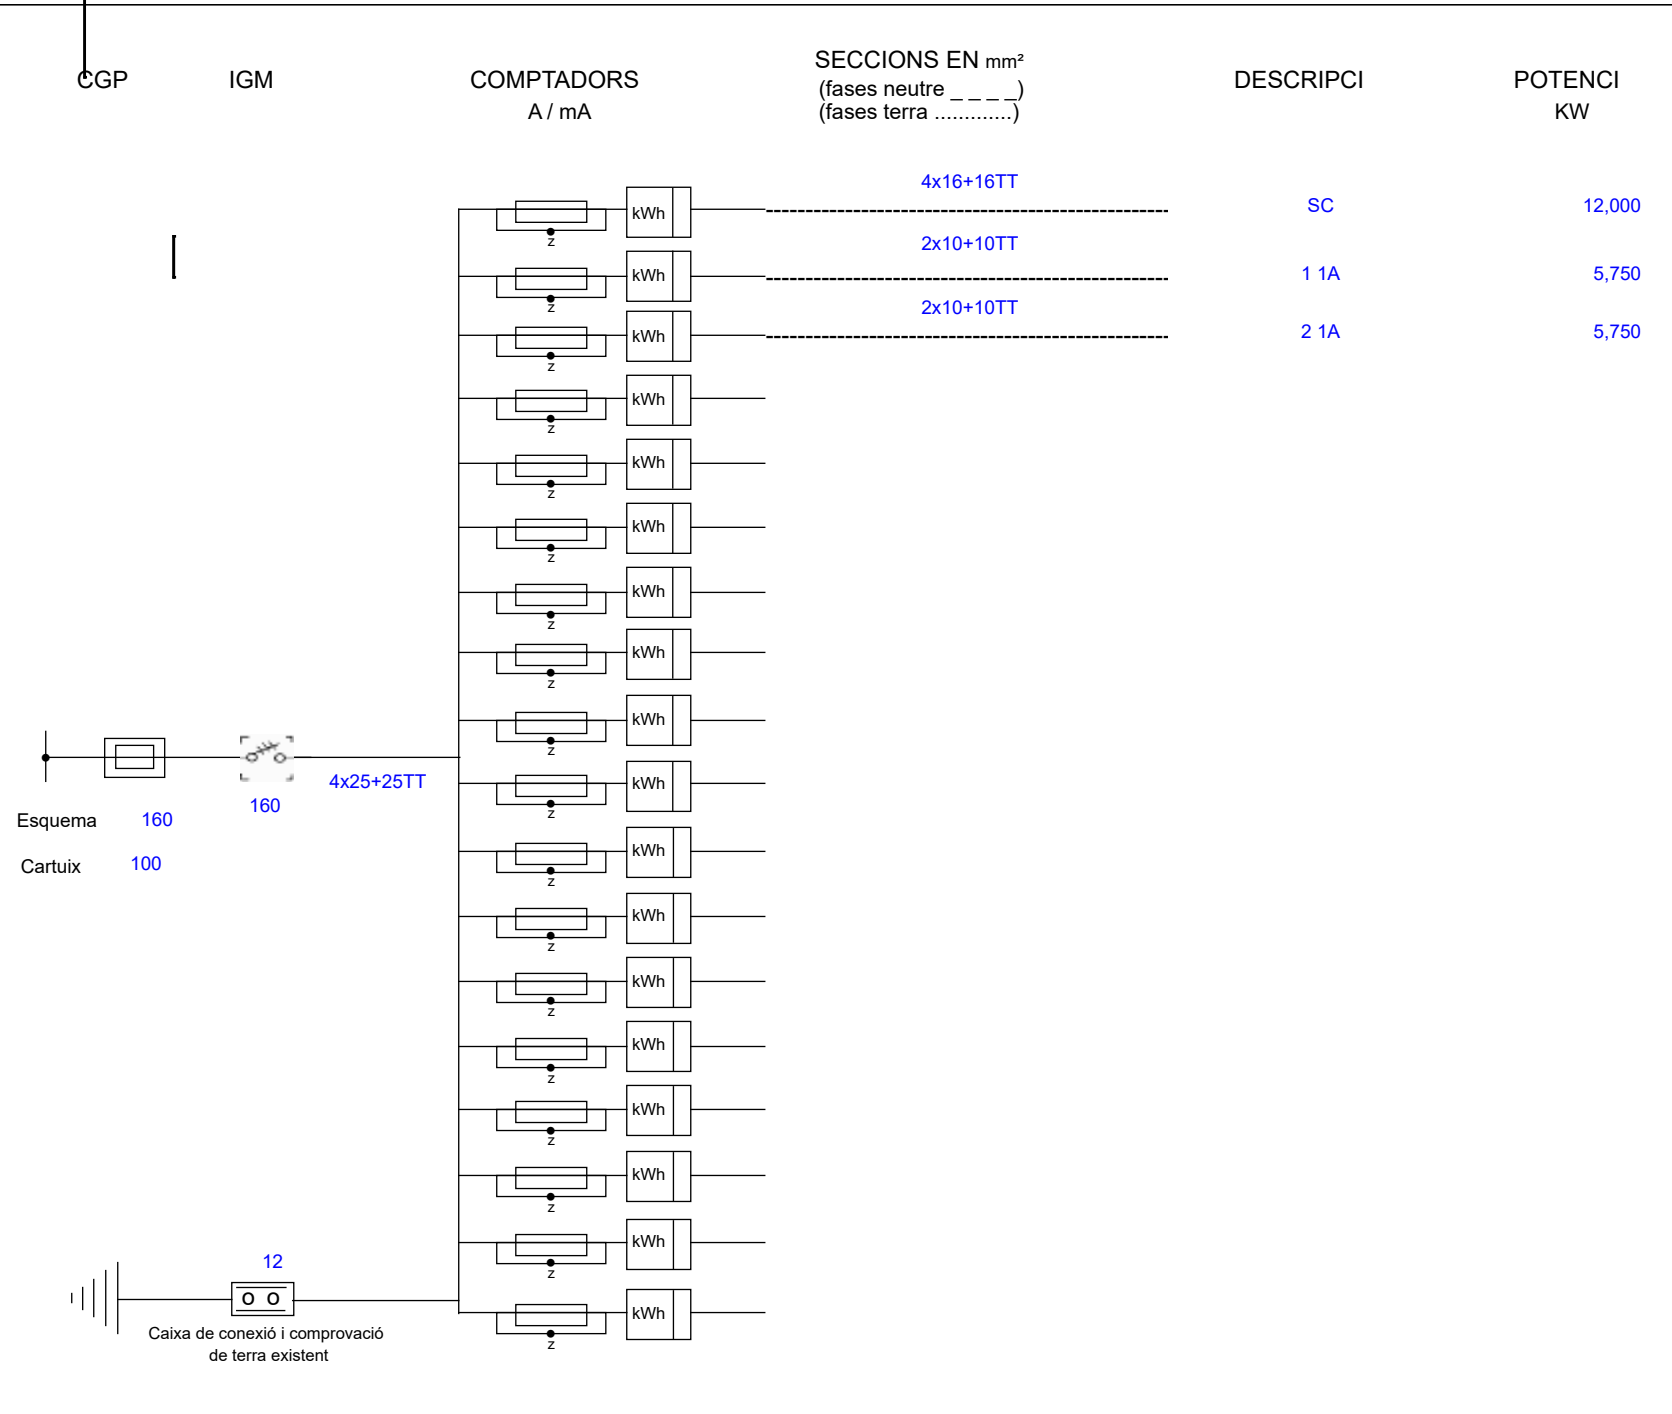 CGP
IGM
COMPTADORS
A / mA
SECCIONS EN mm²
(fases neutre _ _ _ _)
(fases terra .............)
DESCRIPCI
POTENCI
KW
4x16+16TT
kWh
z
SC
12,000
2x10+10TT
kWh
z
1 1A
5,750
2x10+10TT
kWh
z
2 1A
5,750
kWh
z
kWh
z
kWh
z
kWh
z
kWh
z
kWh
z
4x25+25TT
160
Esquema
160
Cartuix
100
kWh
z
kWh
z
kWh
z
kWh
z
kWh
z
kWh
z
kWh
z
kWh
z
kWh
z
12
O O
Caixa de conexió i comprovació
de terra existent